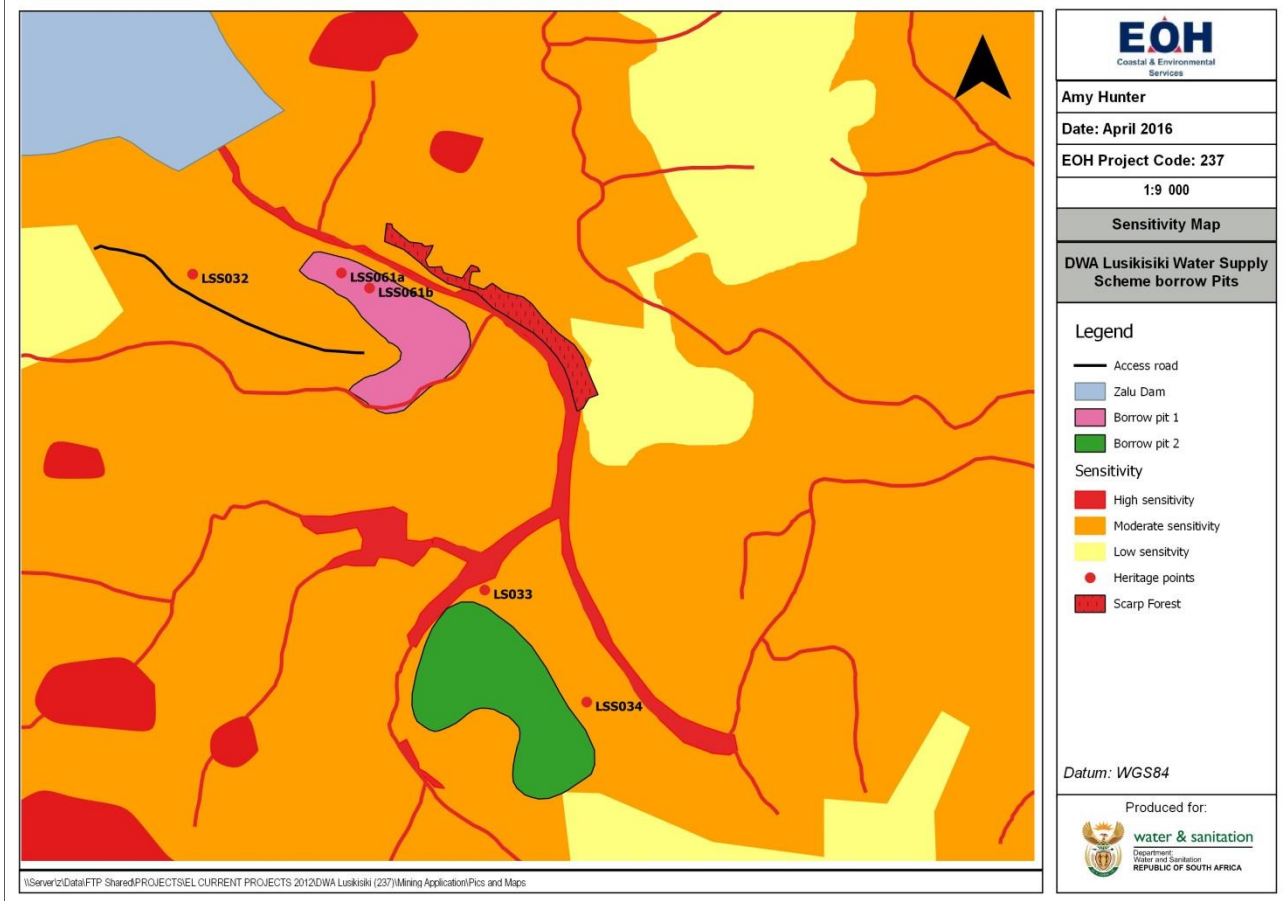 LSS032
LSS061a
LSS061b
LS033
LSS034
\\Server\z\Data\FTP Shared\PROJECTS\EL CURRENT PROJECTS 2012\DWA Lusikisiki (237)\Mining Application\Pics and Maps
EOH
Coastal & Environmental
Services
Amy Hunter
Date: April 2016
EOH Project Code: 237
1:9 000
Sensitivity Map
DWA Lusikisiki Water Supply
Scheme borrow Pits
Legend
Access road
Zalu Dam
Borrow pit 1
Borrow pit 2
Sensitivity
High sensitivity
Moderate sensitivity
Low sensitvity
Heritage points
Scarp Forest
Datum: WGS84
Produced for:
water & sanitation
Department:
Water and Sanitation
REPUBLIC OF SOUTH AFRICA